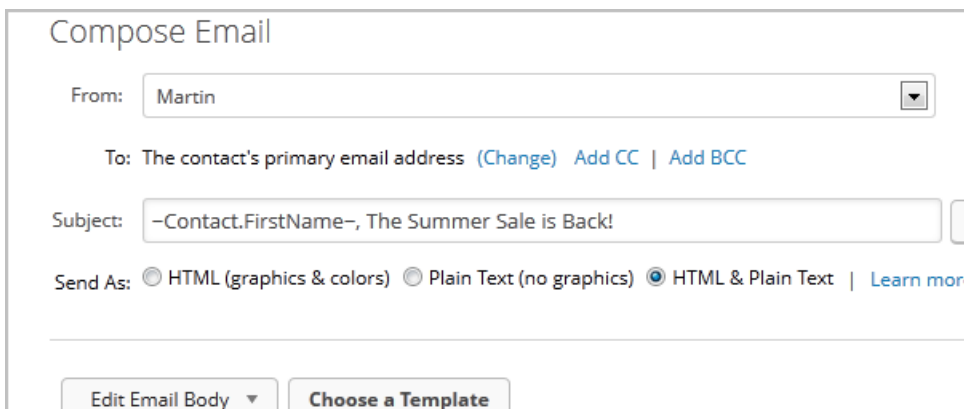 Compose Email
From: Martin
To: The contact's primary email address (Change) Add CC | Add BCC
Subject: ~Contact.FirstName~, The Summer Sale is Back!
Send As: HTML (graphics & colors) Plain Text (no graphics) HTML & Plain Text | Learn mor
Edit Email Body Choose a Template